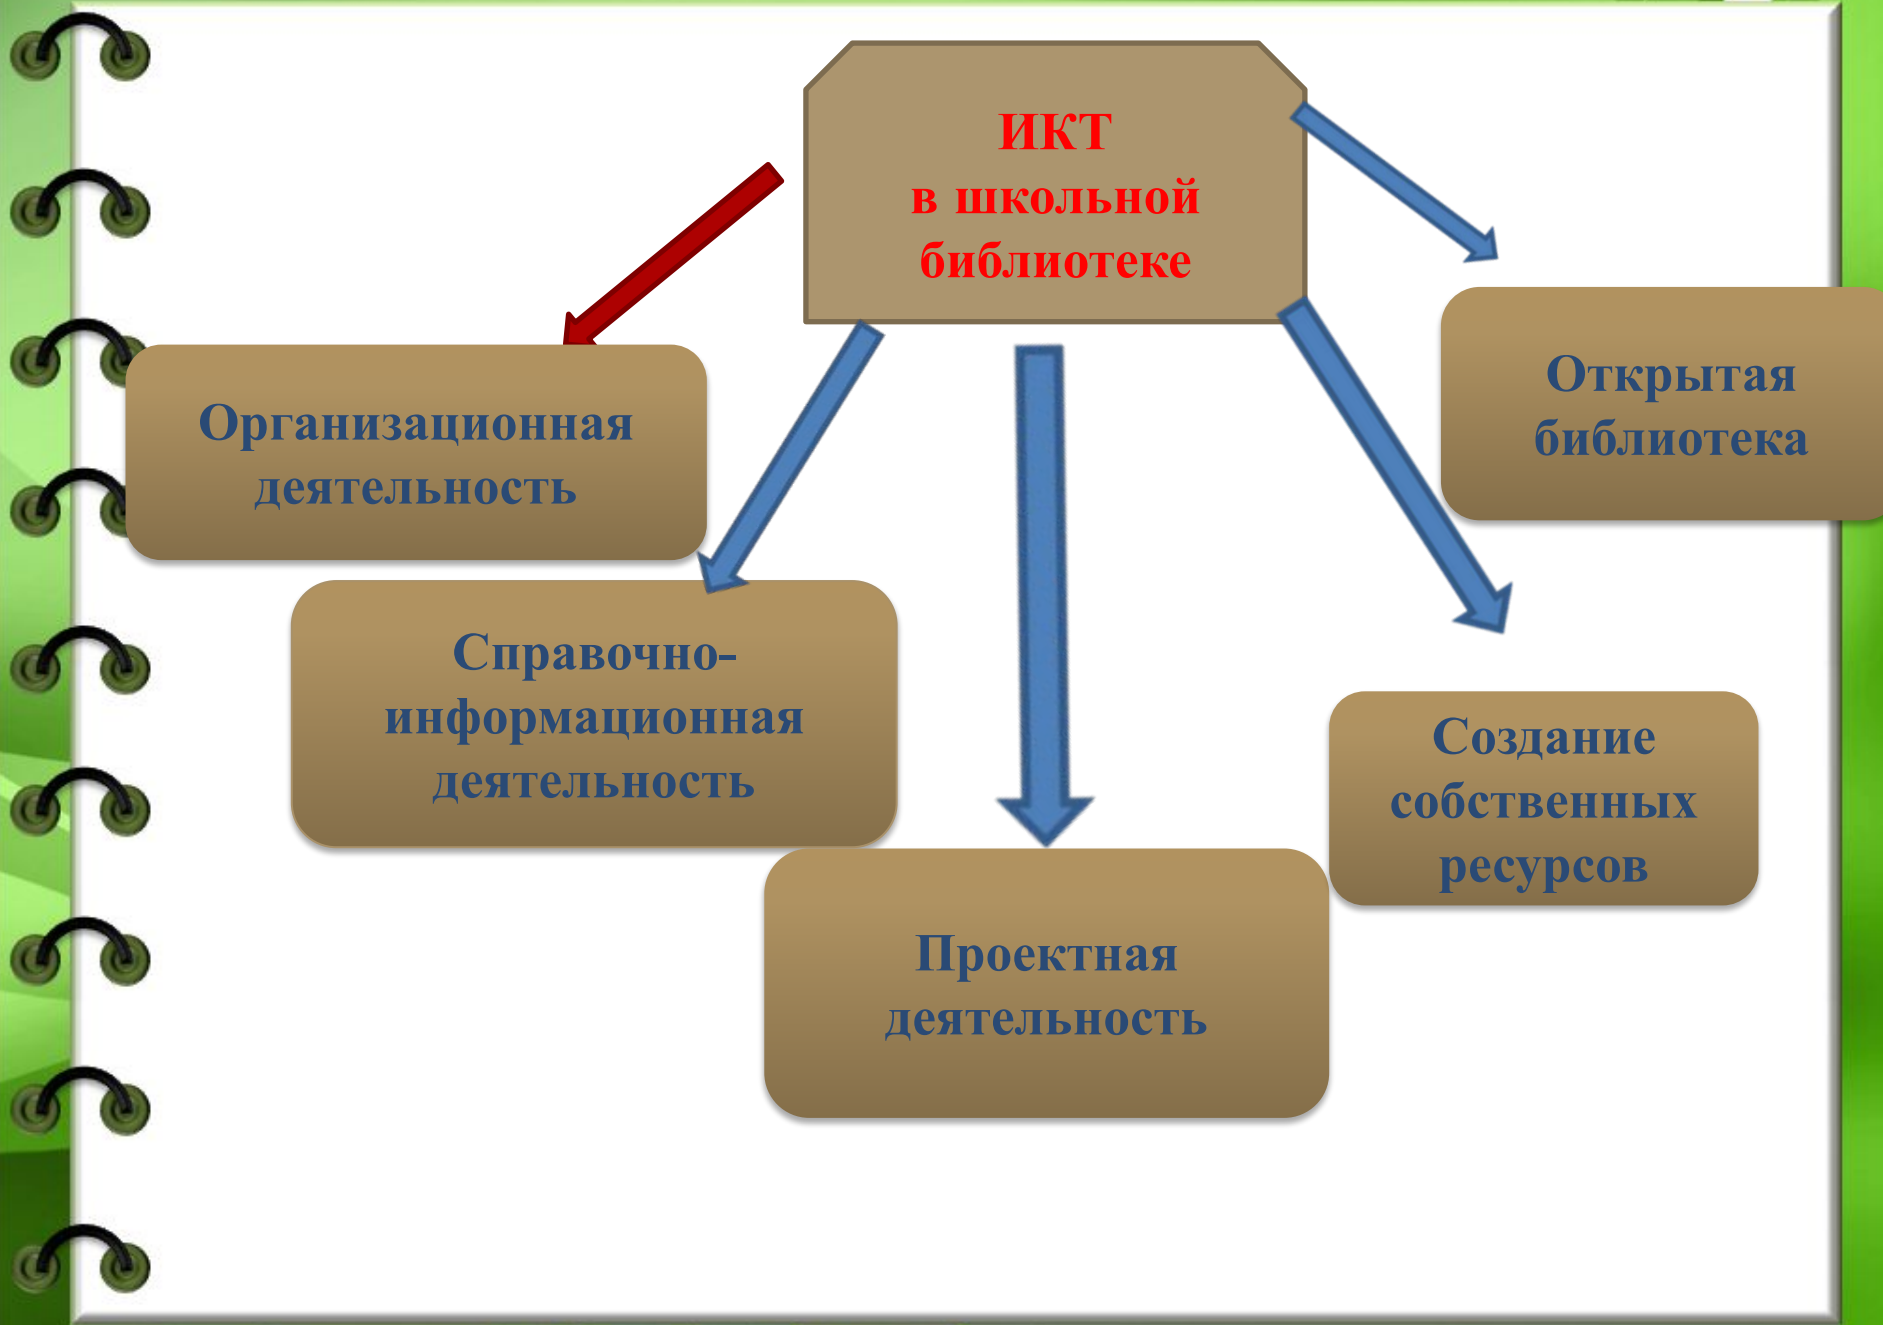 ИКТ
в школьной
библиотеке
Организационная
деятельность
Справочно-
информационная
деятельность
Проектная
деятельность
Создание
собственных
ресурсов
Открытая
библиотека